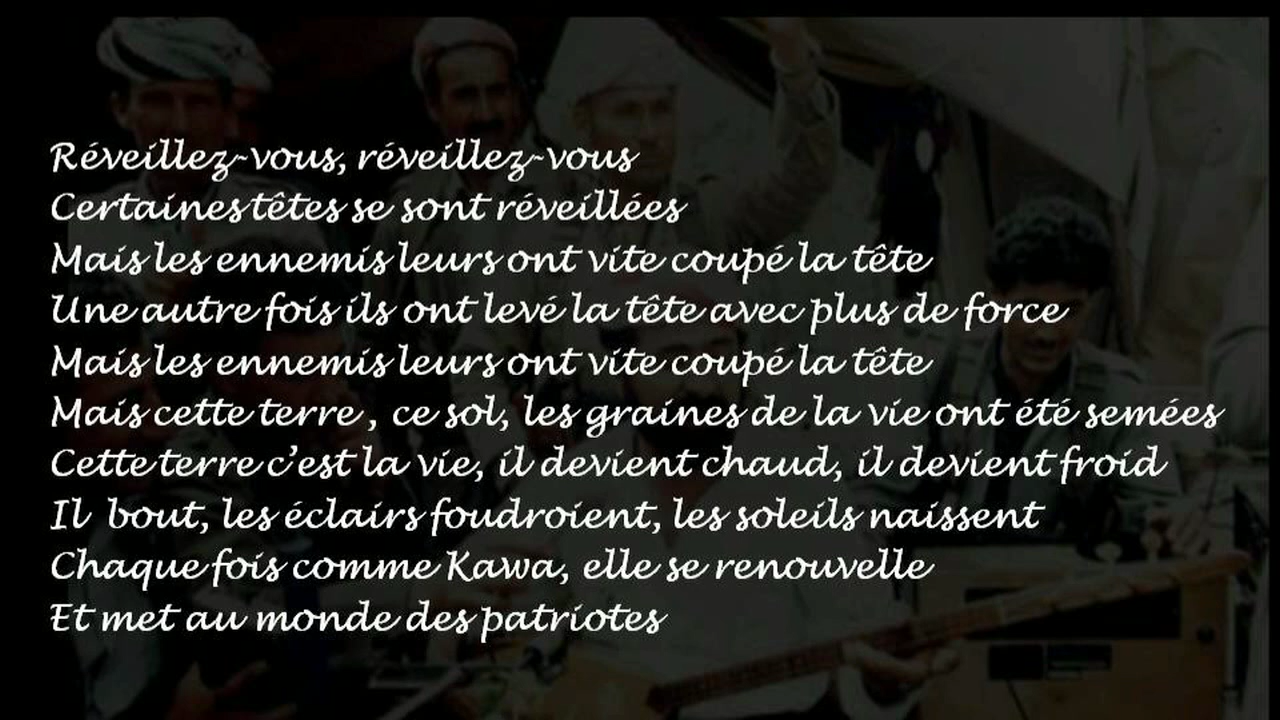 Réveillez-vous, réveillez-vous
Certaines têtes se sont réveillées
Mais les ennemis leurs ont vite coupé la tête
Une autre fois ils ont levé la tête avec plus de force
Mais les ennemis leurs ont vite coupé la tête
Mais cette terre , ce sol, les graines de la vie ont été semées
Cette terre c’est la vie, il devient chaud, il devient froid
Il bout, les éclairs foudroient, les soleils naissent
Chaque fois comme Kawa, elle se renouvelle
Et met au monde des patriotes